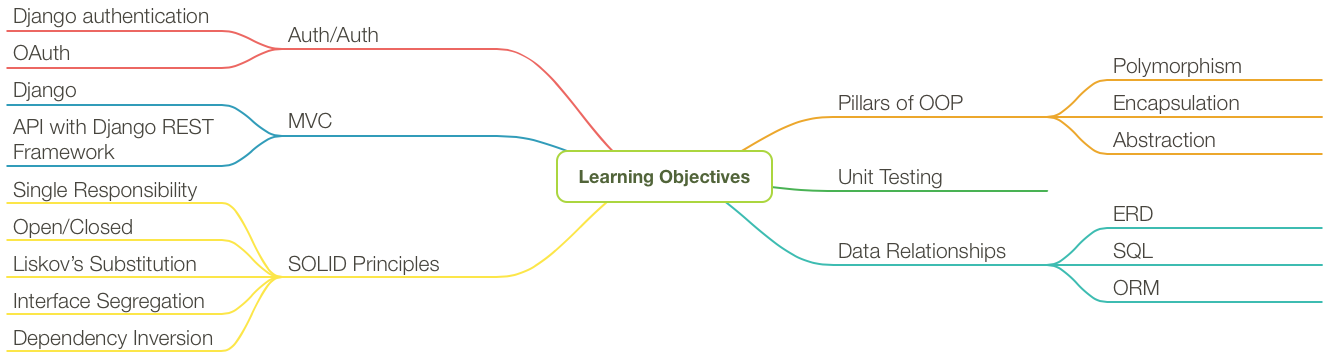 Django authentication
OAuth
Auth/Auth
Django
API with Django REST
Framework
MVC
Single Responsibility
Open/Closed
Liskov’s Substitution
Interface Segregation
Dependency Inversion
SOLID Principles
Learning Objectives
Pillars of OOP
Polymorphism
Encapsulation
Abstraction
Unit Testing
Data Relationships
ERD
SQL
ORM